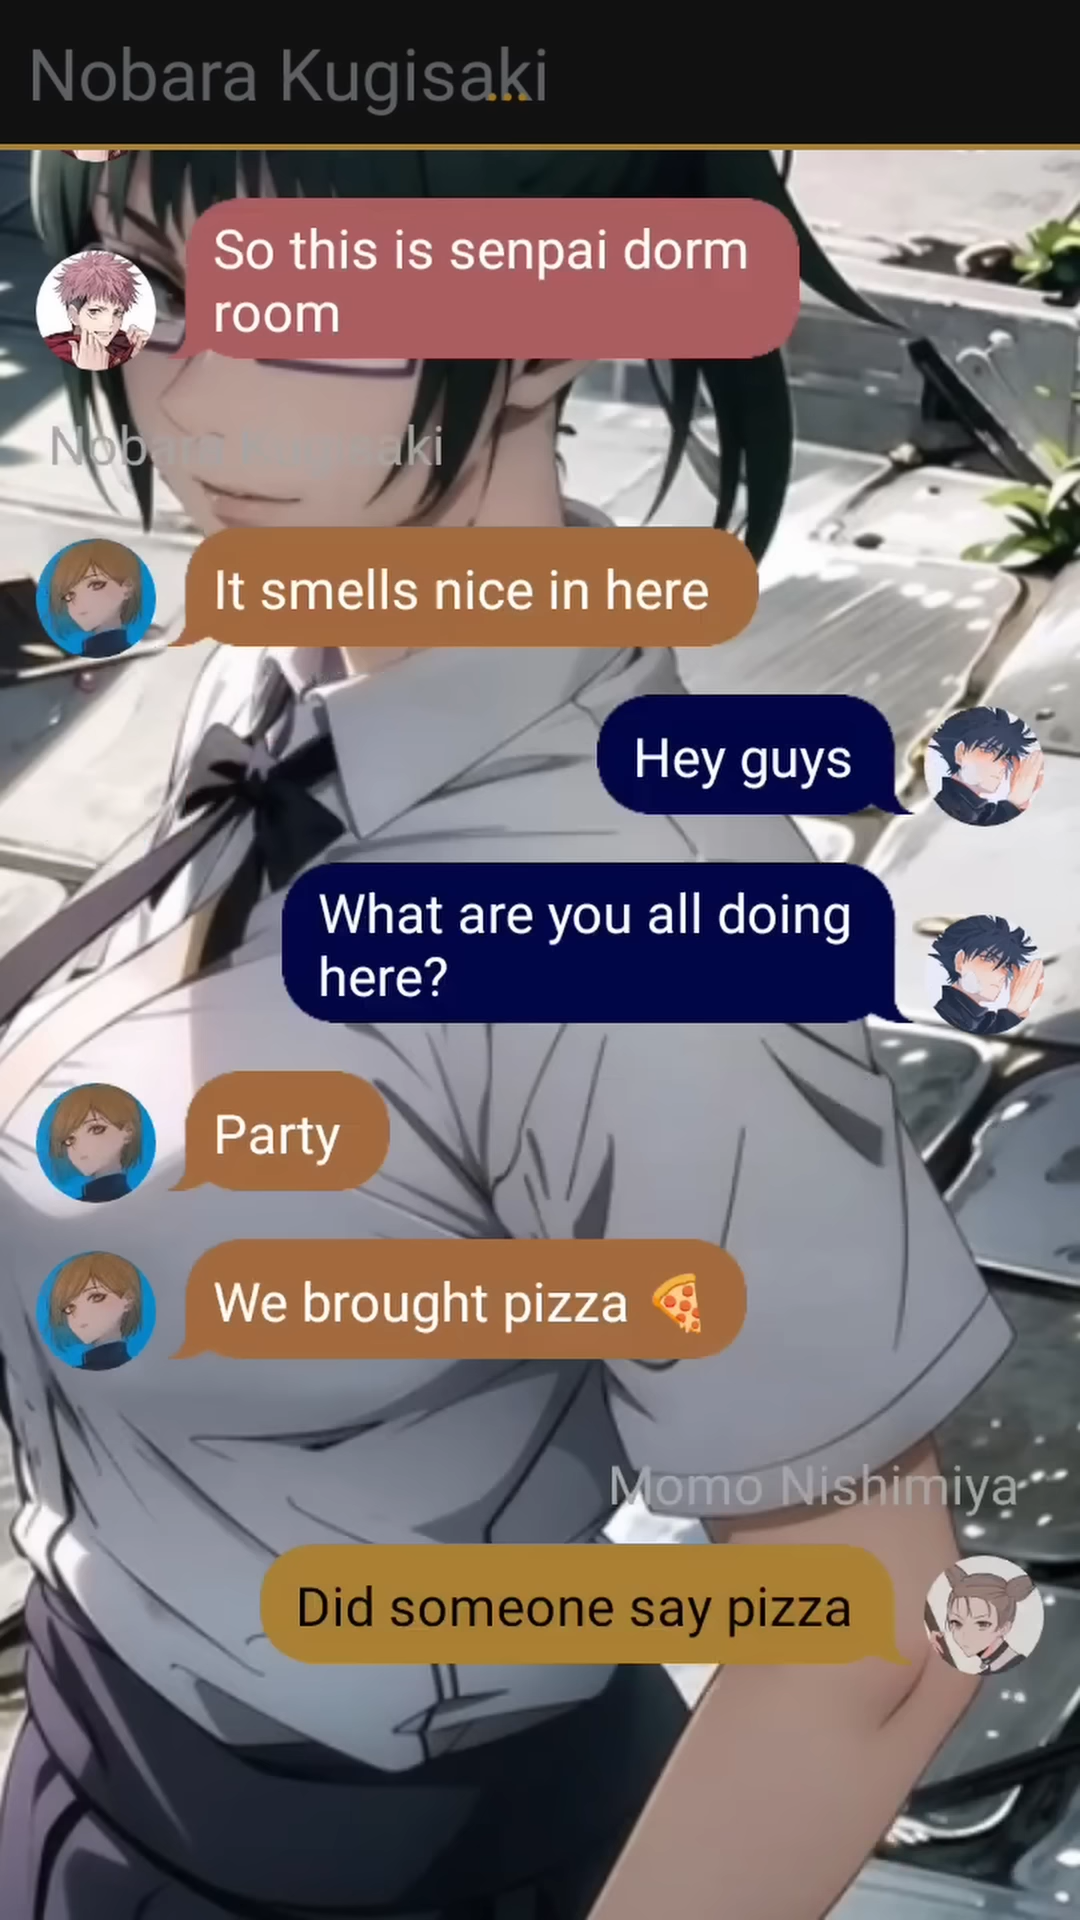 Nobara Kugisaki
So this is senpai dorm
room
Nobara Kugisaki
It smells nice in here
Hey guys
What are you all doing
here?
Party
We brought pizza 🍕
Momo Nishimiya
Did someone say pizza